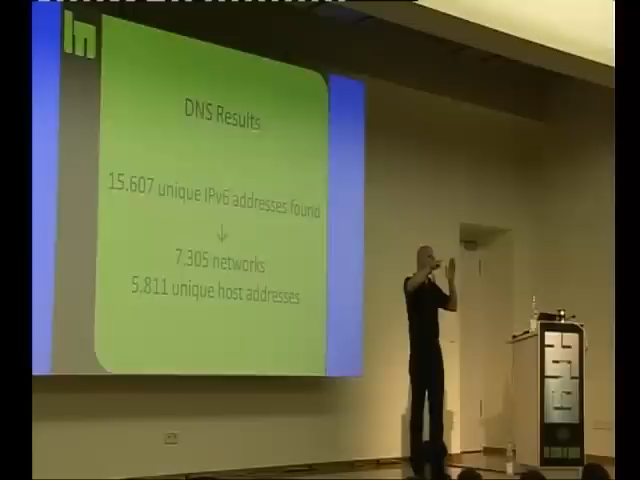 DNS Results
15.607 unique IPv6 addresses found
↓
7.305 networks
5.811 unique host addresses